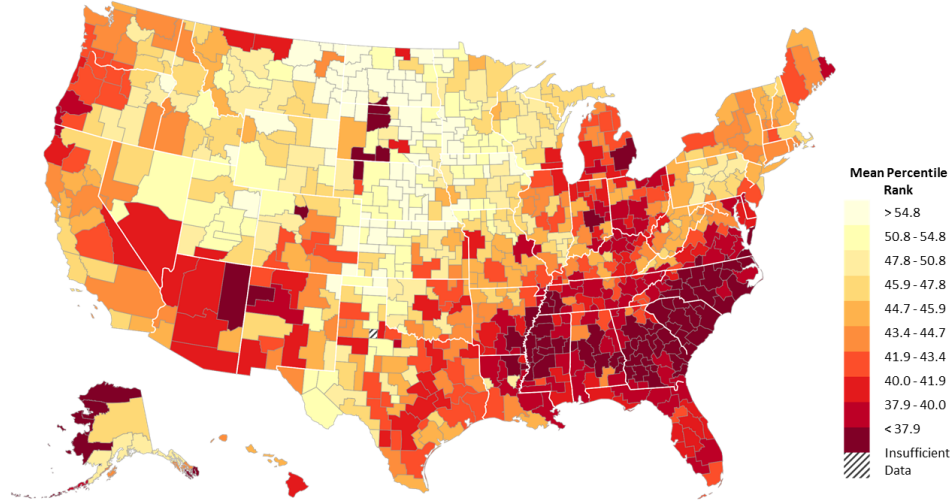 Mean Percentile
Rank
> 54.8
50.8 - 54.8
47.8 - 50.8
45.9 - 47.8
44.7 - 45.9
43.4 - 44.7
41.9 - 43.4
40.0 - 41.9
37.9 - 40.0
< 37.9
Insufficient
Data